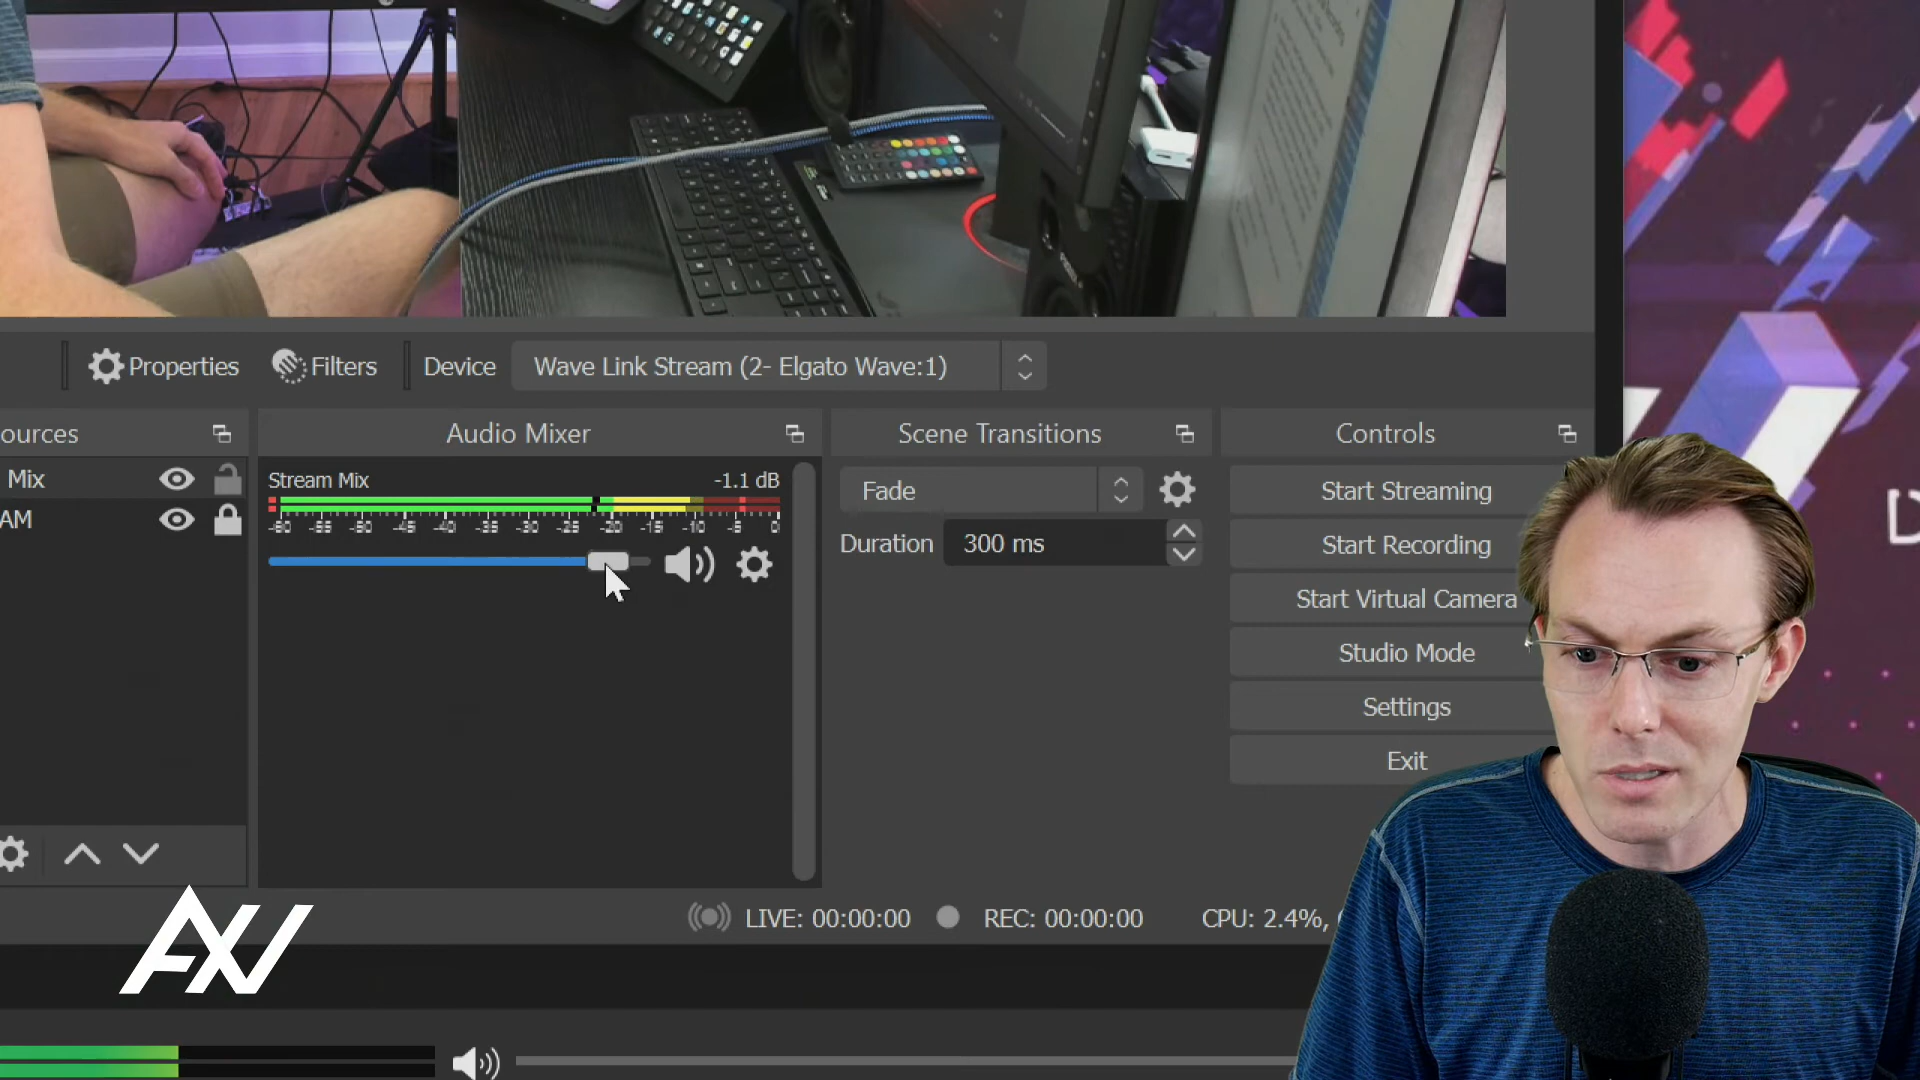 Properties
Filters
Device
Wave Link Stream (2- Elgato Wave:1)
ources
Audio Mixer
Scene Transitions
Controls
Mix
AM
Stream Mix
-1.1 dB
-60 -55 -50 -45 -40 -35 -30 -25 -20 -15 -10 -5 0
Fade
Duration
300 ms
Start Streaming
Start Recording
Start Virtual Camera
Studio Mode
Settings
Exit
LIVE: 00:00:00
REC: 00:00:00
CPU: 2.4%,
D